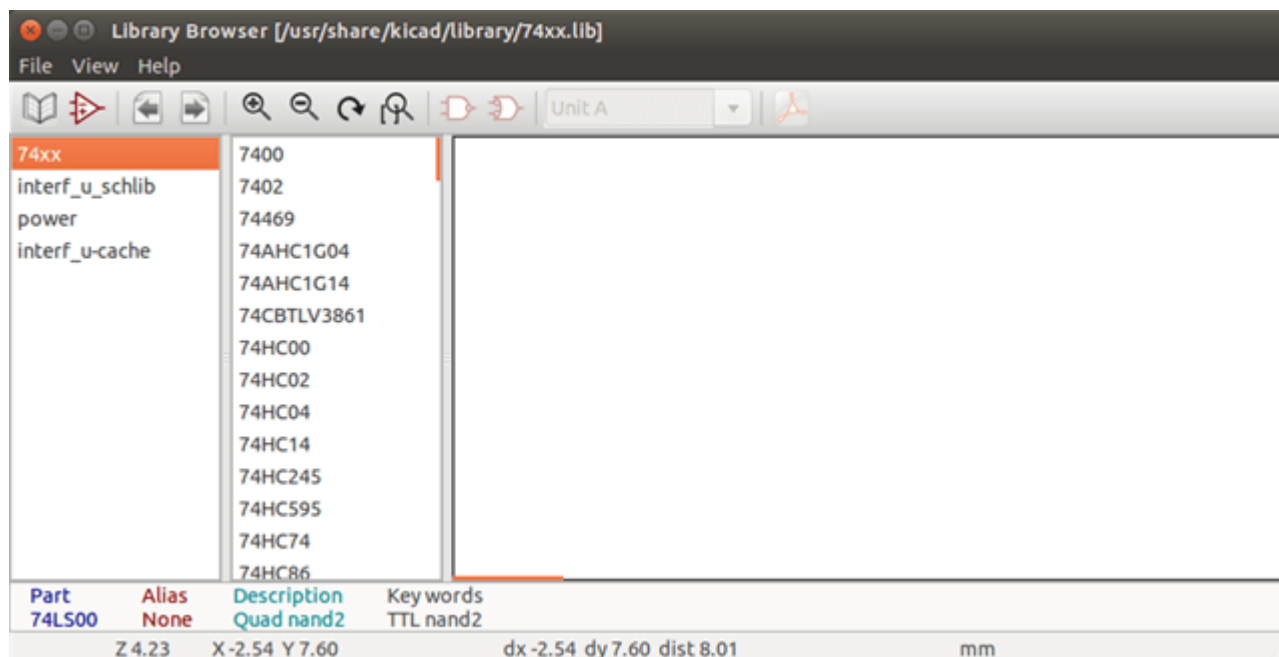 Library Browser [/usr/share/kicad/library/74xx.lib]
File View Help
Unit A
74xx
interf_u_schlib
power
interf_u-cache
7400
7402
74469
74AHC1G04
74AHC1G14
74CBTLV3861
74HC00
74HC02
74HC04
74HC14
74HC245
74HC595
74HC74
74HC86
Part Alias Description Key words
74LS00 None Quad nand2 TTL nand2
Z 4.23 X -2.54 Y 7.60 dx -2.54 dy 7.60 dist 8.01 mm